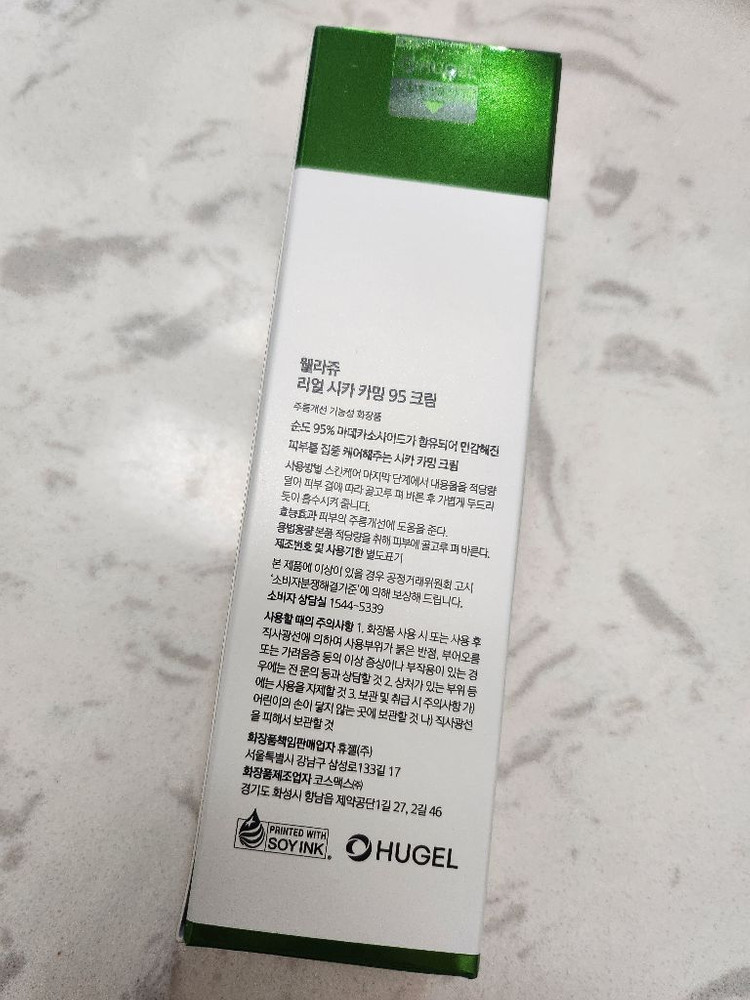 HUGEL
웰라쥬
리얼 시카 카밍 95 크림
주름개선 기능성 화장품
순도 95% 마데카소사이드가 함유되어 민감해진
피부를 집중 케어해주는 시카 카밍 크림
사용방법 스킨케어 마지막 단계에서 내용물을 적당량
덜어 피부 결에 따라 골고루 펴 바른 후 가볍게 두드리
듯이 흡수시켜 줍니다.
효능효과 피부의 주름개선에 도움을 준다.
용법용량 본품 적당량을 취해 피부에 골고루 펴 바른다.
제조번호 및 사용기한 별도표기
본 제품에 이상이 있을 경우 공정거래위원회 고시
'소비자분쟁해결기준'에 의해 보상해 드립니다.
소비자 상담실 1544-5339
사용할 때의 주의사항 1. 화장품 사용 시 또는 사용 후
직사광선에 의하여 사용부위가 붉은 반점, 부어오름
또는 가려움증 등의 이상 증상이나 부작용이 있는 경
우에는 전문의 등과 상담할 것 2. 상처가 있는 부위 등
에는 사용을 자제할 것 3. 보관 및 취급 시 주의사항 가)
어린이의 손이 닿지 않는 곳에 보관할 것 나) 직사광선
을 피해서 보관할 것
화장품책임판매업자 휴젤(주)
서울특별시 강남구 삼성로133길 17
화장품제조업자 코스맥스㈜
경기도 화성시 향남읍 제약공단1길 27, 2길 46
PRINTED WITH
SOY INK
HUGEL